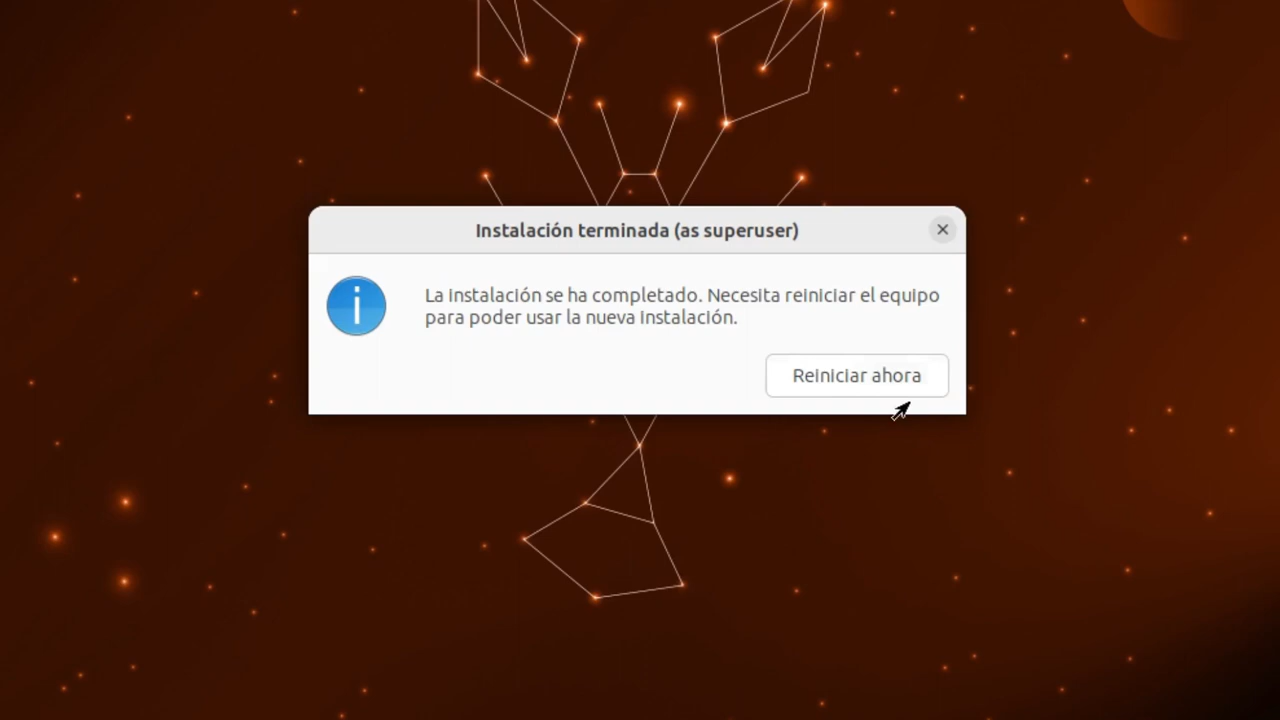 Instalación terminada (as superuser)
La instalación se ha completado. Necesita reiniciar el equipo
para poder usar la nueva instalación.
Reiniciar ahora